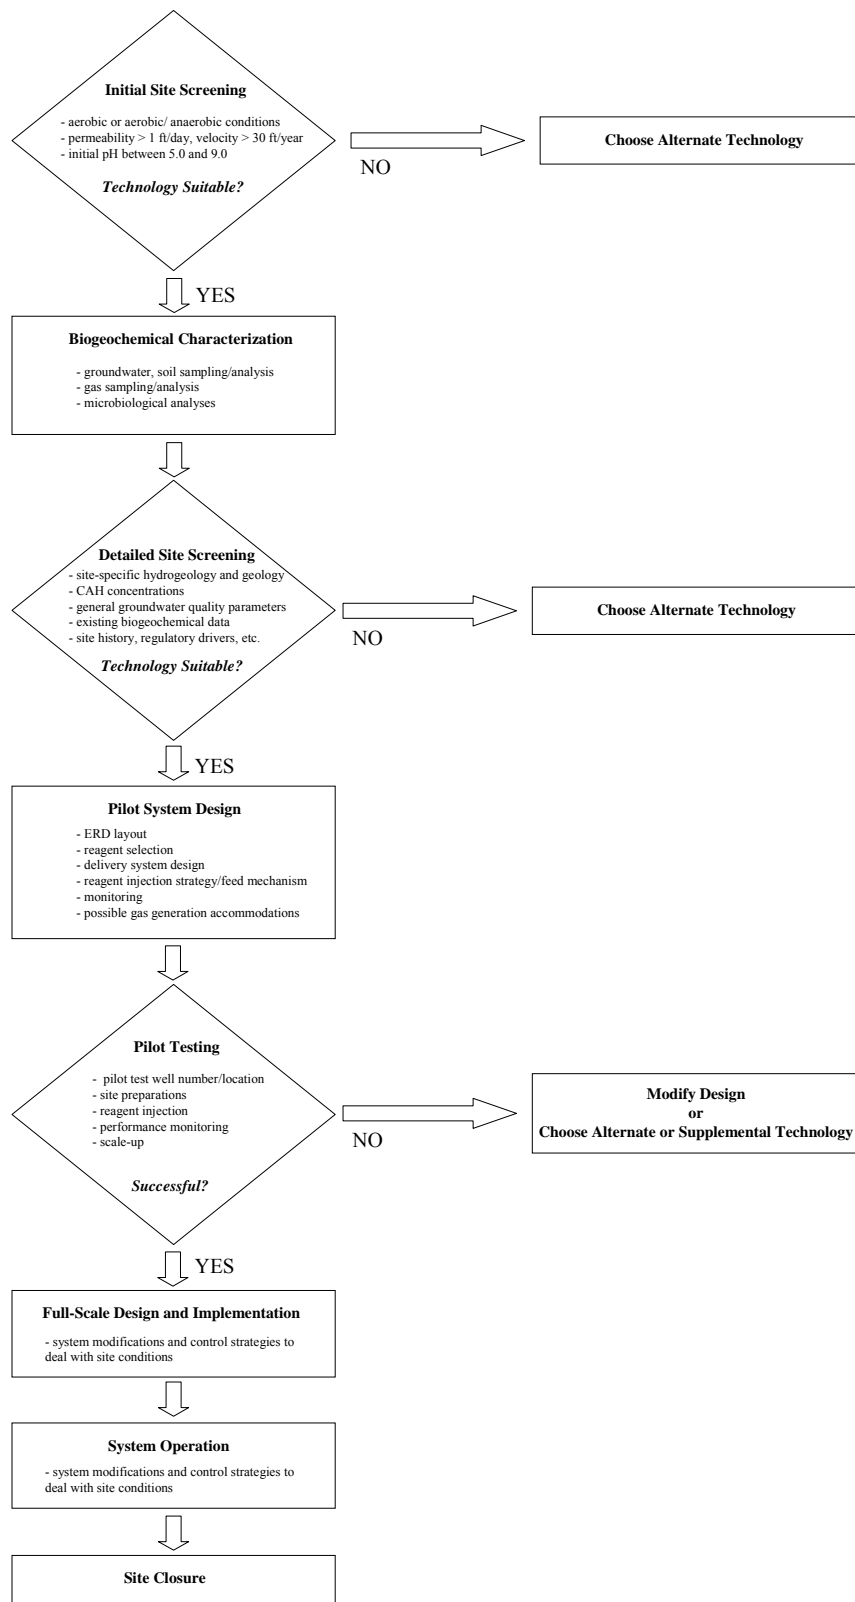 Initial Site Screening
- aerobic or aerobic/ anaerobic conditions
- permeability > 1 ft/day, velocity > 30 ft/year
- initial pH between 5.0 and 9.0
Technology Suitable?
NO
Choose Alternate Technology
YES
Biogeochemical Characterization
- groundwater, soil sampling/analysis
- gas sampling/analysis
- microbiological analyses
Detailed Site Screening
- site-specific hydrogeology and geology
- CAH concentrations
- general groundwater quality parameters
- existing biogeochemical data
- site history, regulatory drivers, etc.
Technology Suitable?
NO
Choose Alternate Technology
YES
Pilot System Design
- ERD layout
- reagent selection
- delivery system design
- reagent injection strategy/feed mechanism
- monitoring
- possible gas generation accommodations
Pilot Testing
- pilot test well number/location
- site preparations
- reagent injection
- performance monitoring
- scale-up
Successful?
NO
Modify Design
or
Choose Alternate or Supplemental Technology
YES
Full-Scale Design and Implementation
- system modifications and control strategies to
deal with site conditions
System Operation
- system modifications and control strategies to
deal with site conditions
Site Closure